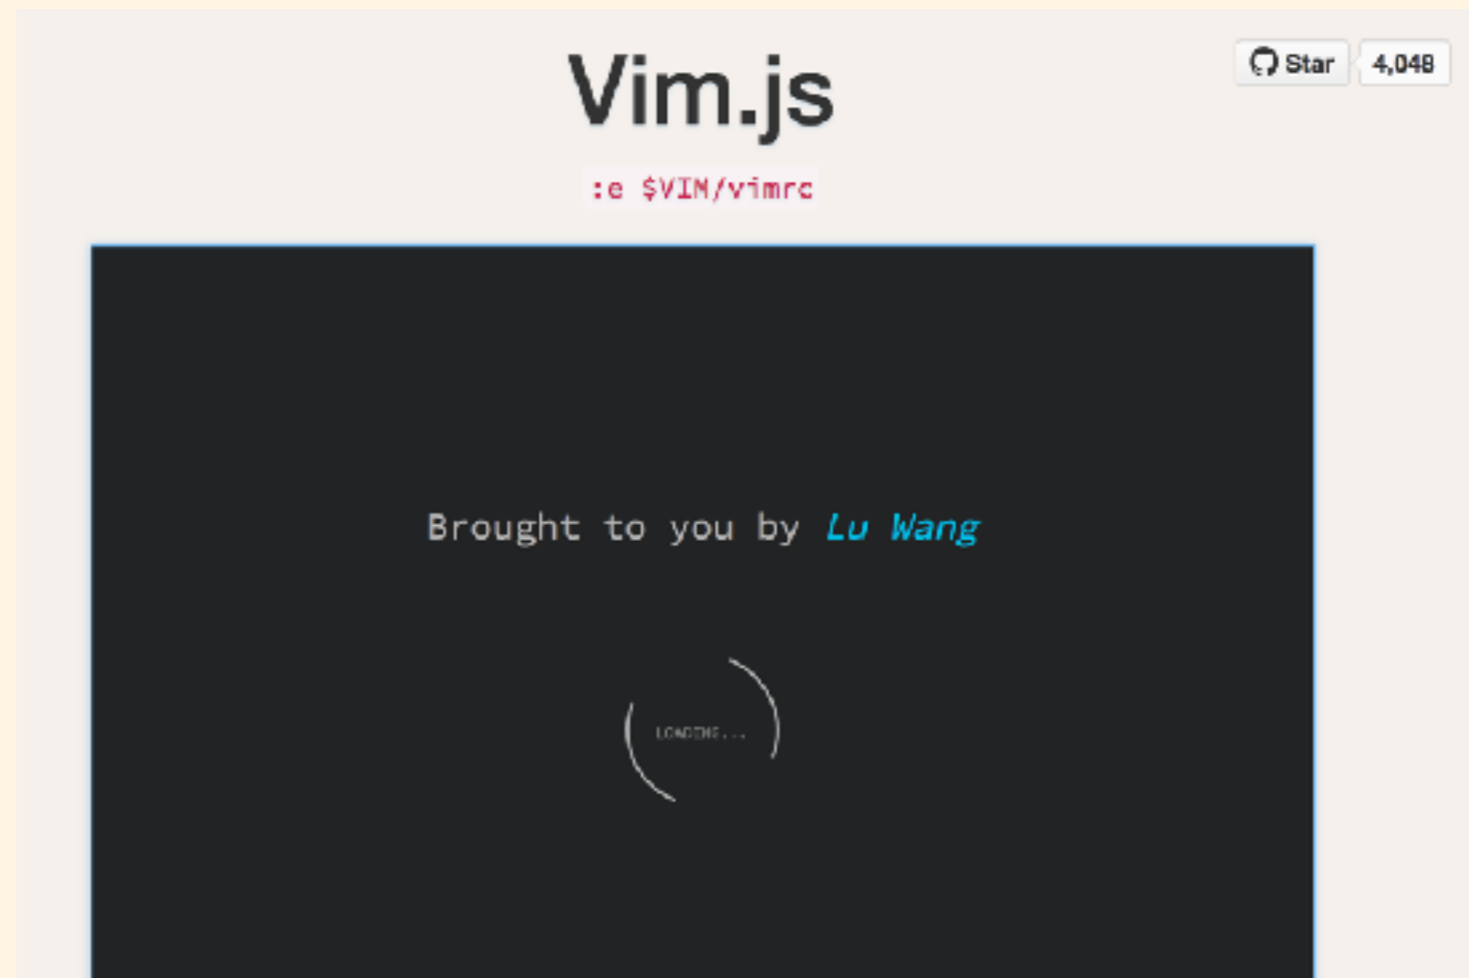 Vim.js
Star 4,048
:e $VIM/vimrc
Brought to you by Lu Wang
LOADING...